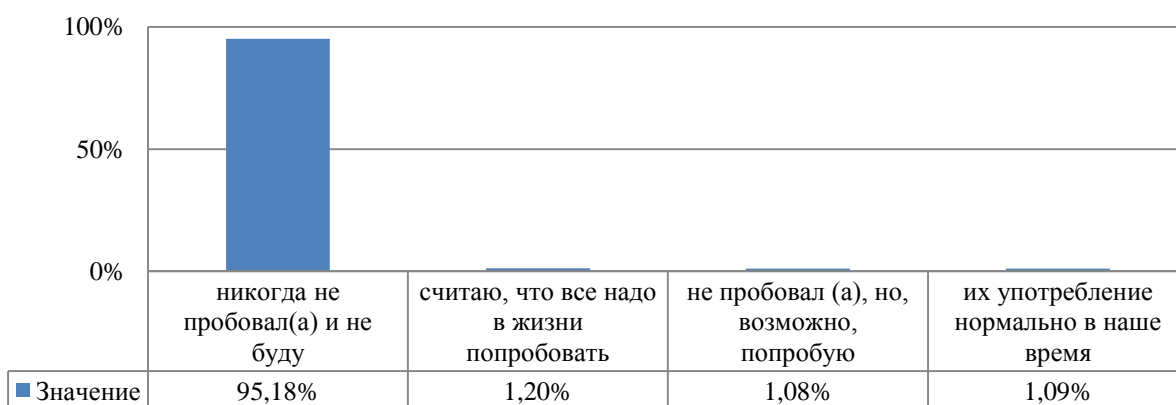 100%
50%
0%
никогда не
пробовал(а) и не
буду
считаю, что все надо
в жизни
попробовать
не пробовал (а), но,
возможно,
попробую
их употребление
нормально в наше
время
Значение 95,18% 1,20% 1,08% 1,09%